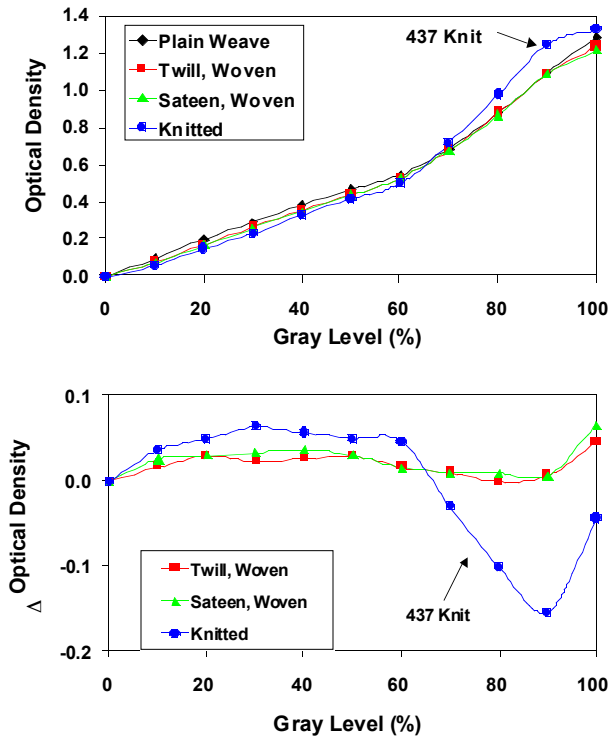 1.4
1.2
1.0
0.8
0.6
0.4
0.2
0.0
Optical Density
Plain Weave
Twill, Woven
Sateen, Woven
Knitted
437 Knit
0 20 40 60 80 100
Gray Level (%)
0.1
0.0
-0.1
-0.2
Δ Optical Density
Twill, Woven
Sateen, Woven
Knitted
437 Knit
0 20 40 60 80 100
Gray Level (%)